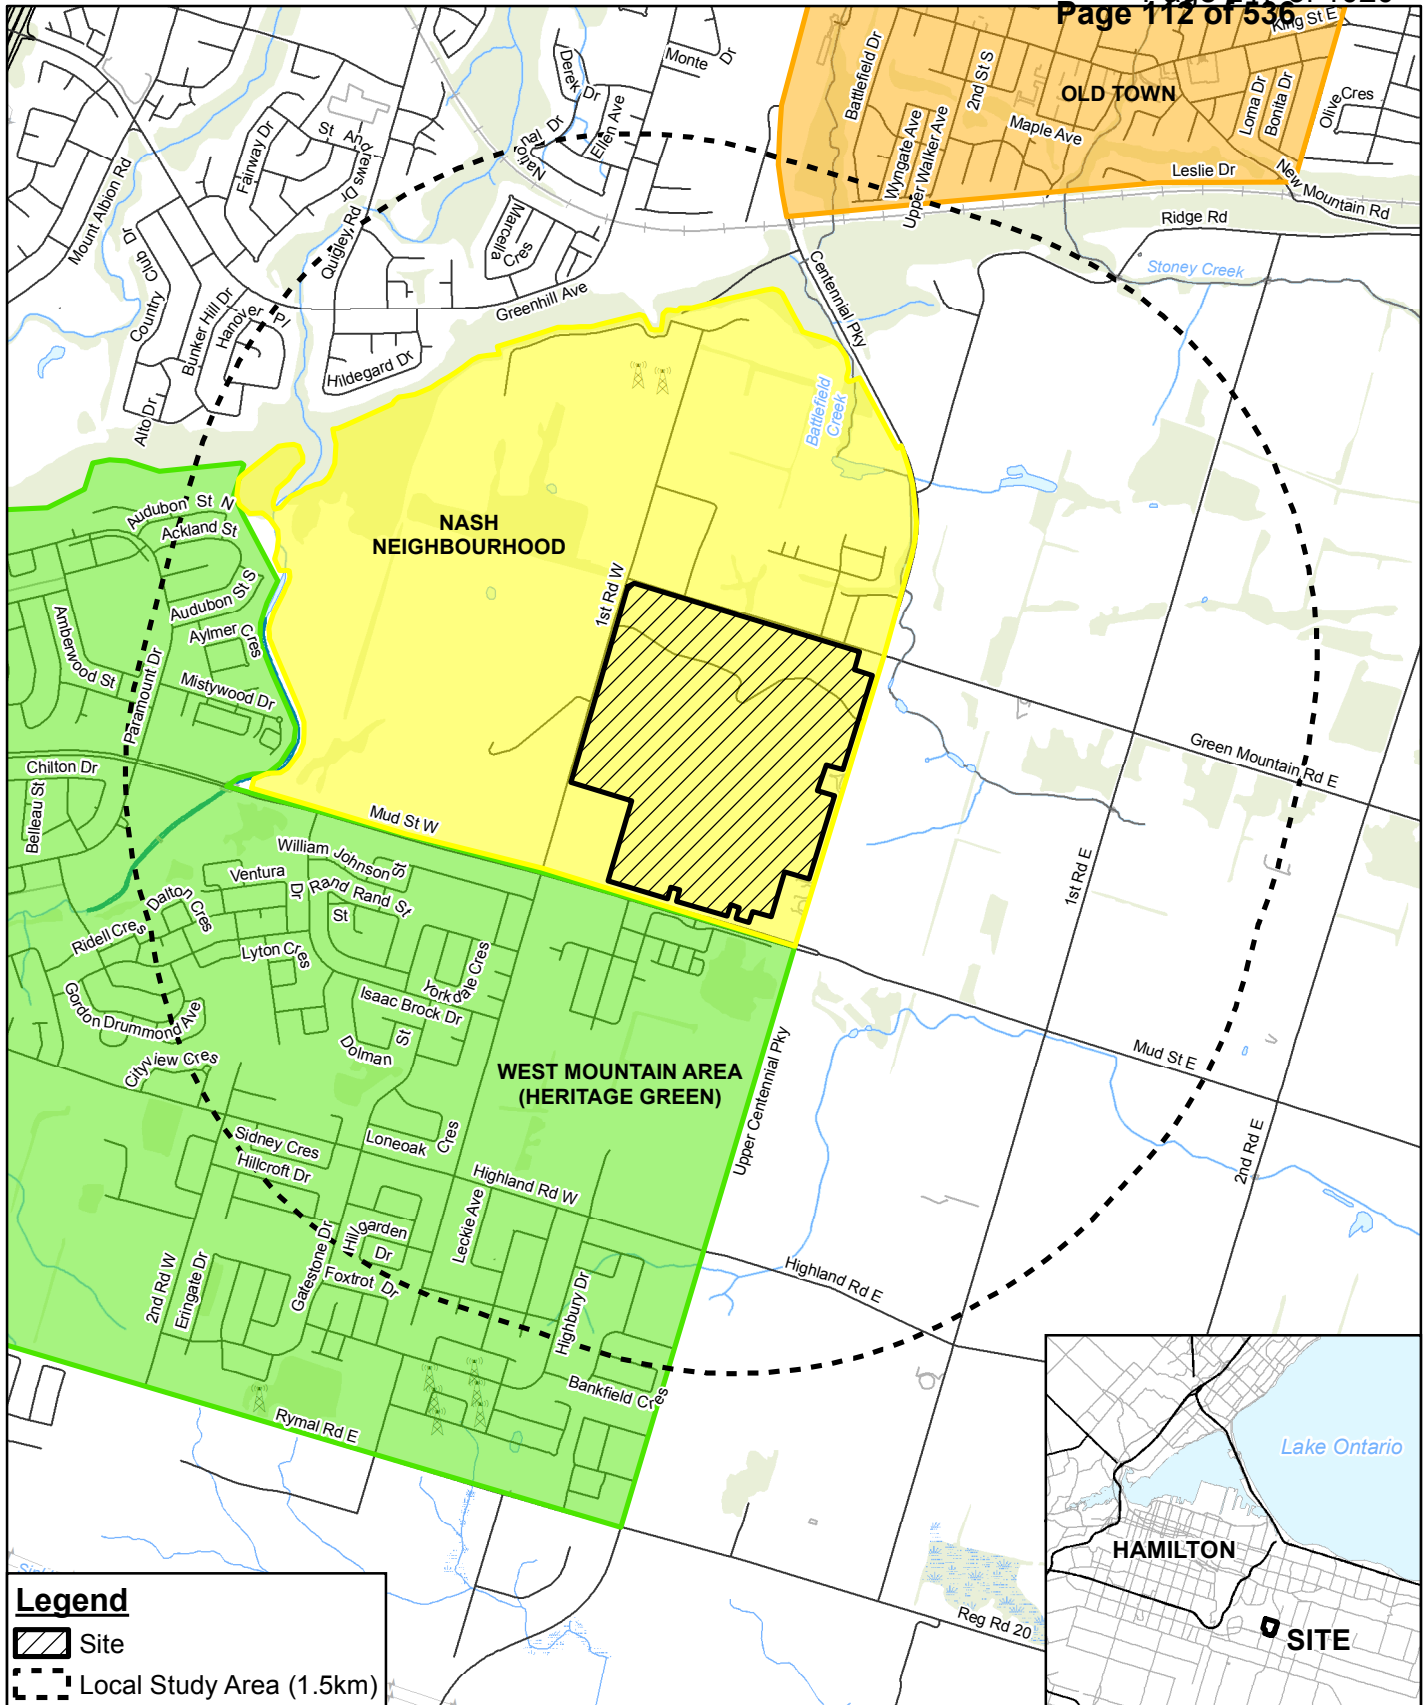 Page 112 of 536
King St E
Monte Dr
Derek Dr
Ellen Ave
National Dr
St Andrews Dr
Fairway Dr
Mount Albion Rd
Quigley Rd
Marcella Cres
Country Club Dr
Bunker Hill Dr
Hanover Pl
Greenhill Ave
Hildegard Dr
Alto Dr
Battlefield Dr
2nd St S
OLD TOWN
Wyngate Ave
Upper Walker Ave
Maple Ave
Loma Dr
Bonita Dr
Olive Cres
Leslie Dr
New Mountain Rd
Ridge Rd
Stoney Creek
Centennial Pky
Battlefield
Creek
NASH
NEIGHBOURHOOD
Audubon St N
Ackland St
Audubon St S
Aylmer Cres
Amberwood St
Paramount Dr
Mistywood Dr
1st Rd W
Chilton Dr
Belleau St
Mud St W
Green Mountain Rd E
1st Rd E
William Johnson St
Ventura Dr
Rand Rand St
St
Dalton Cres
Ridell Cres
Lyton Cres
Yorkdale Cres
Isaac Brock Dr
Gordon Drummond Ave
Dolman St
Cityview Cres
WEST MOUNTAIN AREA
(HERITAGE GREEN)
Upper Centennial Pky
Mud St E
2nd Rd E
Sidney Cres
Loneoak Cres
Hillcroft Dr
Highland Rd W
Hillgarden
Dr
Leckie Ave
2nd Rd W
Eringate Dr
Gatestone Dr
Foxtrot Dr
Highbury Dr
Highland Rd E
Bankfield Cres
Rymal Rd E
Reg Rd 20
Lake Ontario
HAMILTON
SITE
Legend
Site
Local Study Area (1.5km)